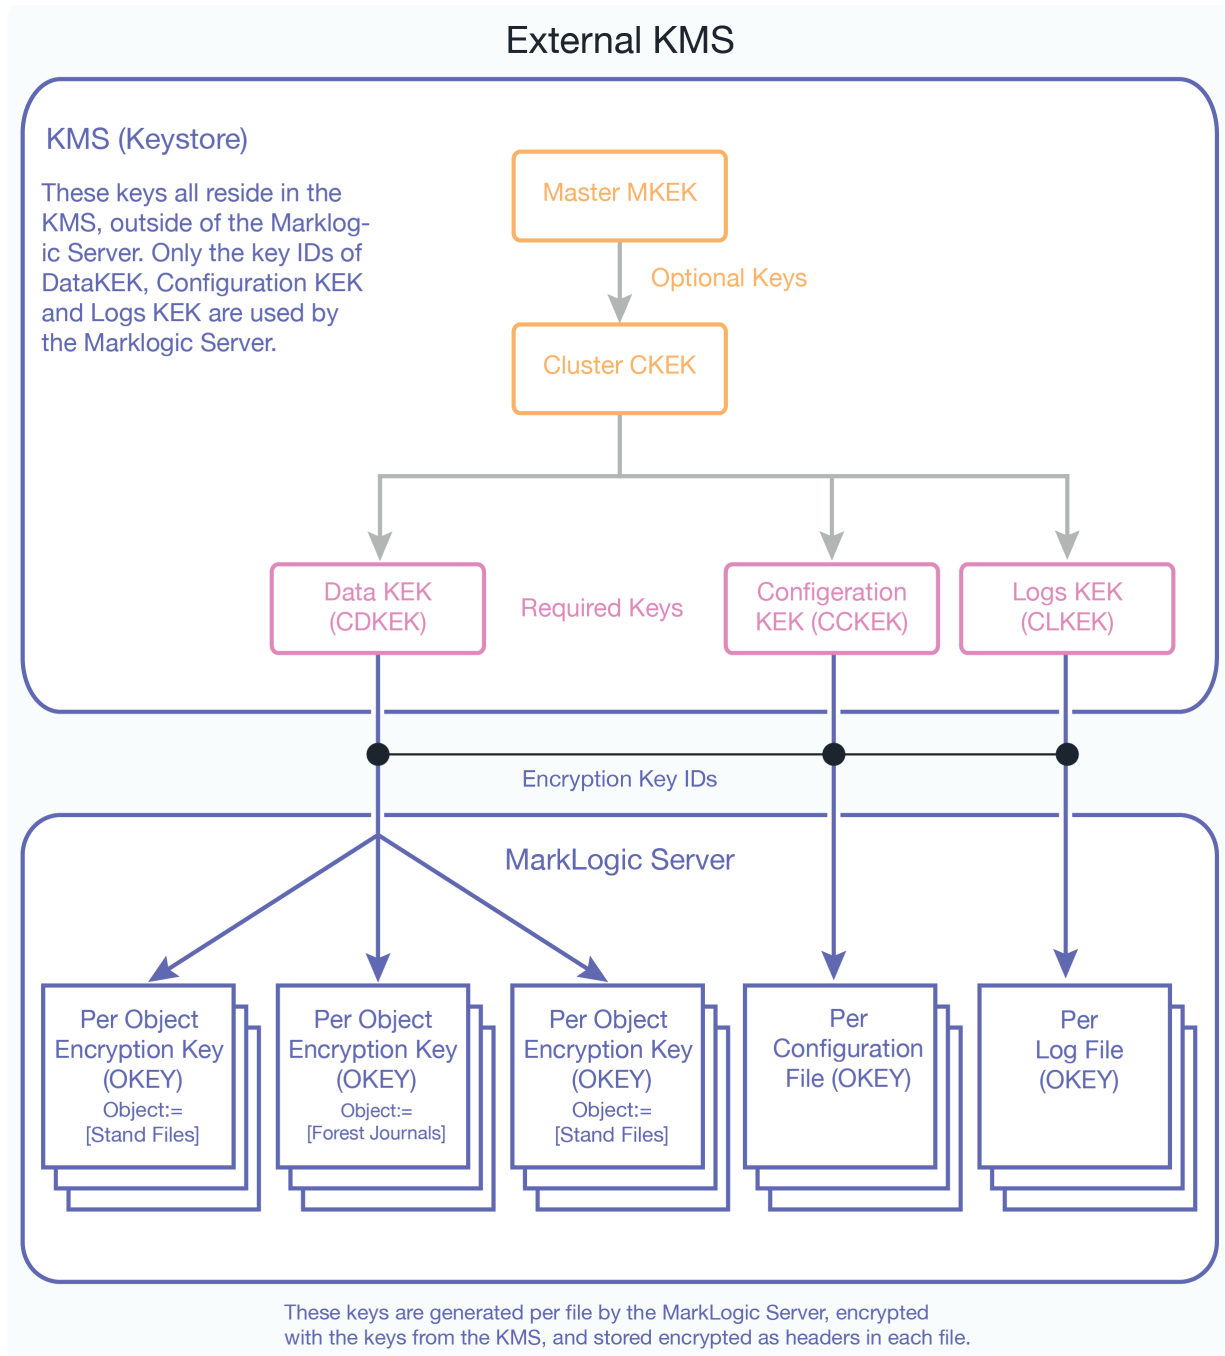 External KMS
KMS (Keystore)
These keys all reside in the
KMS, outside of the Marklog-
ic Server. Only the key IDs of
DataKEK, Configuration KEK
and Logs KEK are used by
the Marklogic Server.
Master MKEK
Optional Keys
Cluster CKEK
Data KEK
(CDKEK)
Required Keys
Configeration
KEK (CCKEK)
Logs KEK
(CLKEK)
Encryption Key IDs
MarkLogic Server
Per Object
Encryption Key
(OKEY)
Object:=
[Stand Files]
Per Object
Encryption Key
(OKEY)
Object:=
[Forest Journals]
Per Object
Encryption Key
(OKEY)
Object:=
[Stand Files]
Per
Configuration
File (OKEY)
Per
Log File
(OKEY)
These keys are generated per file by the MarkLogic Server, encrypted
with the keys from the KMS, and stored encrypted as headers in each file.